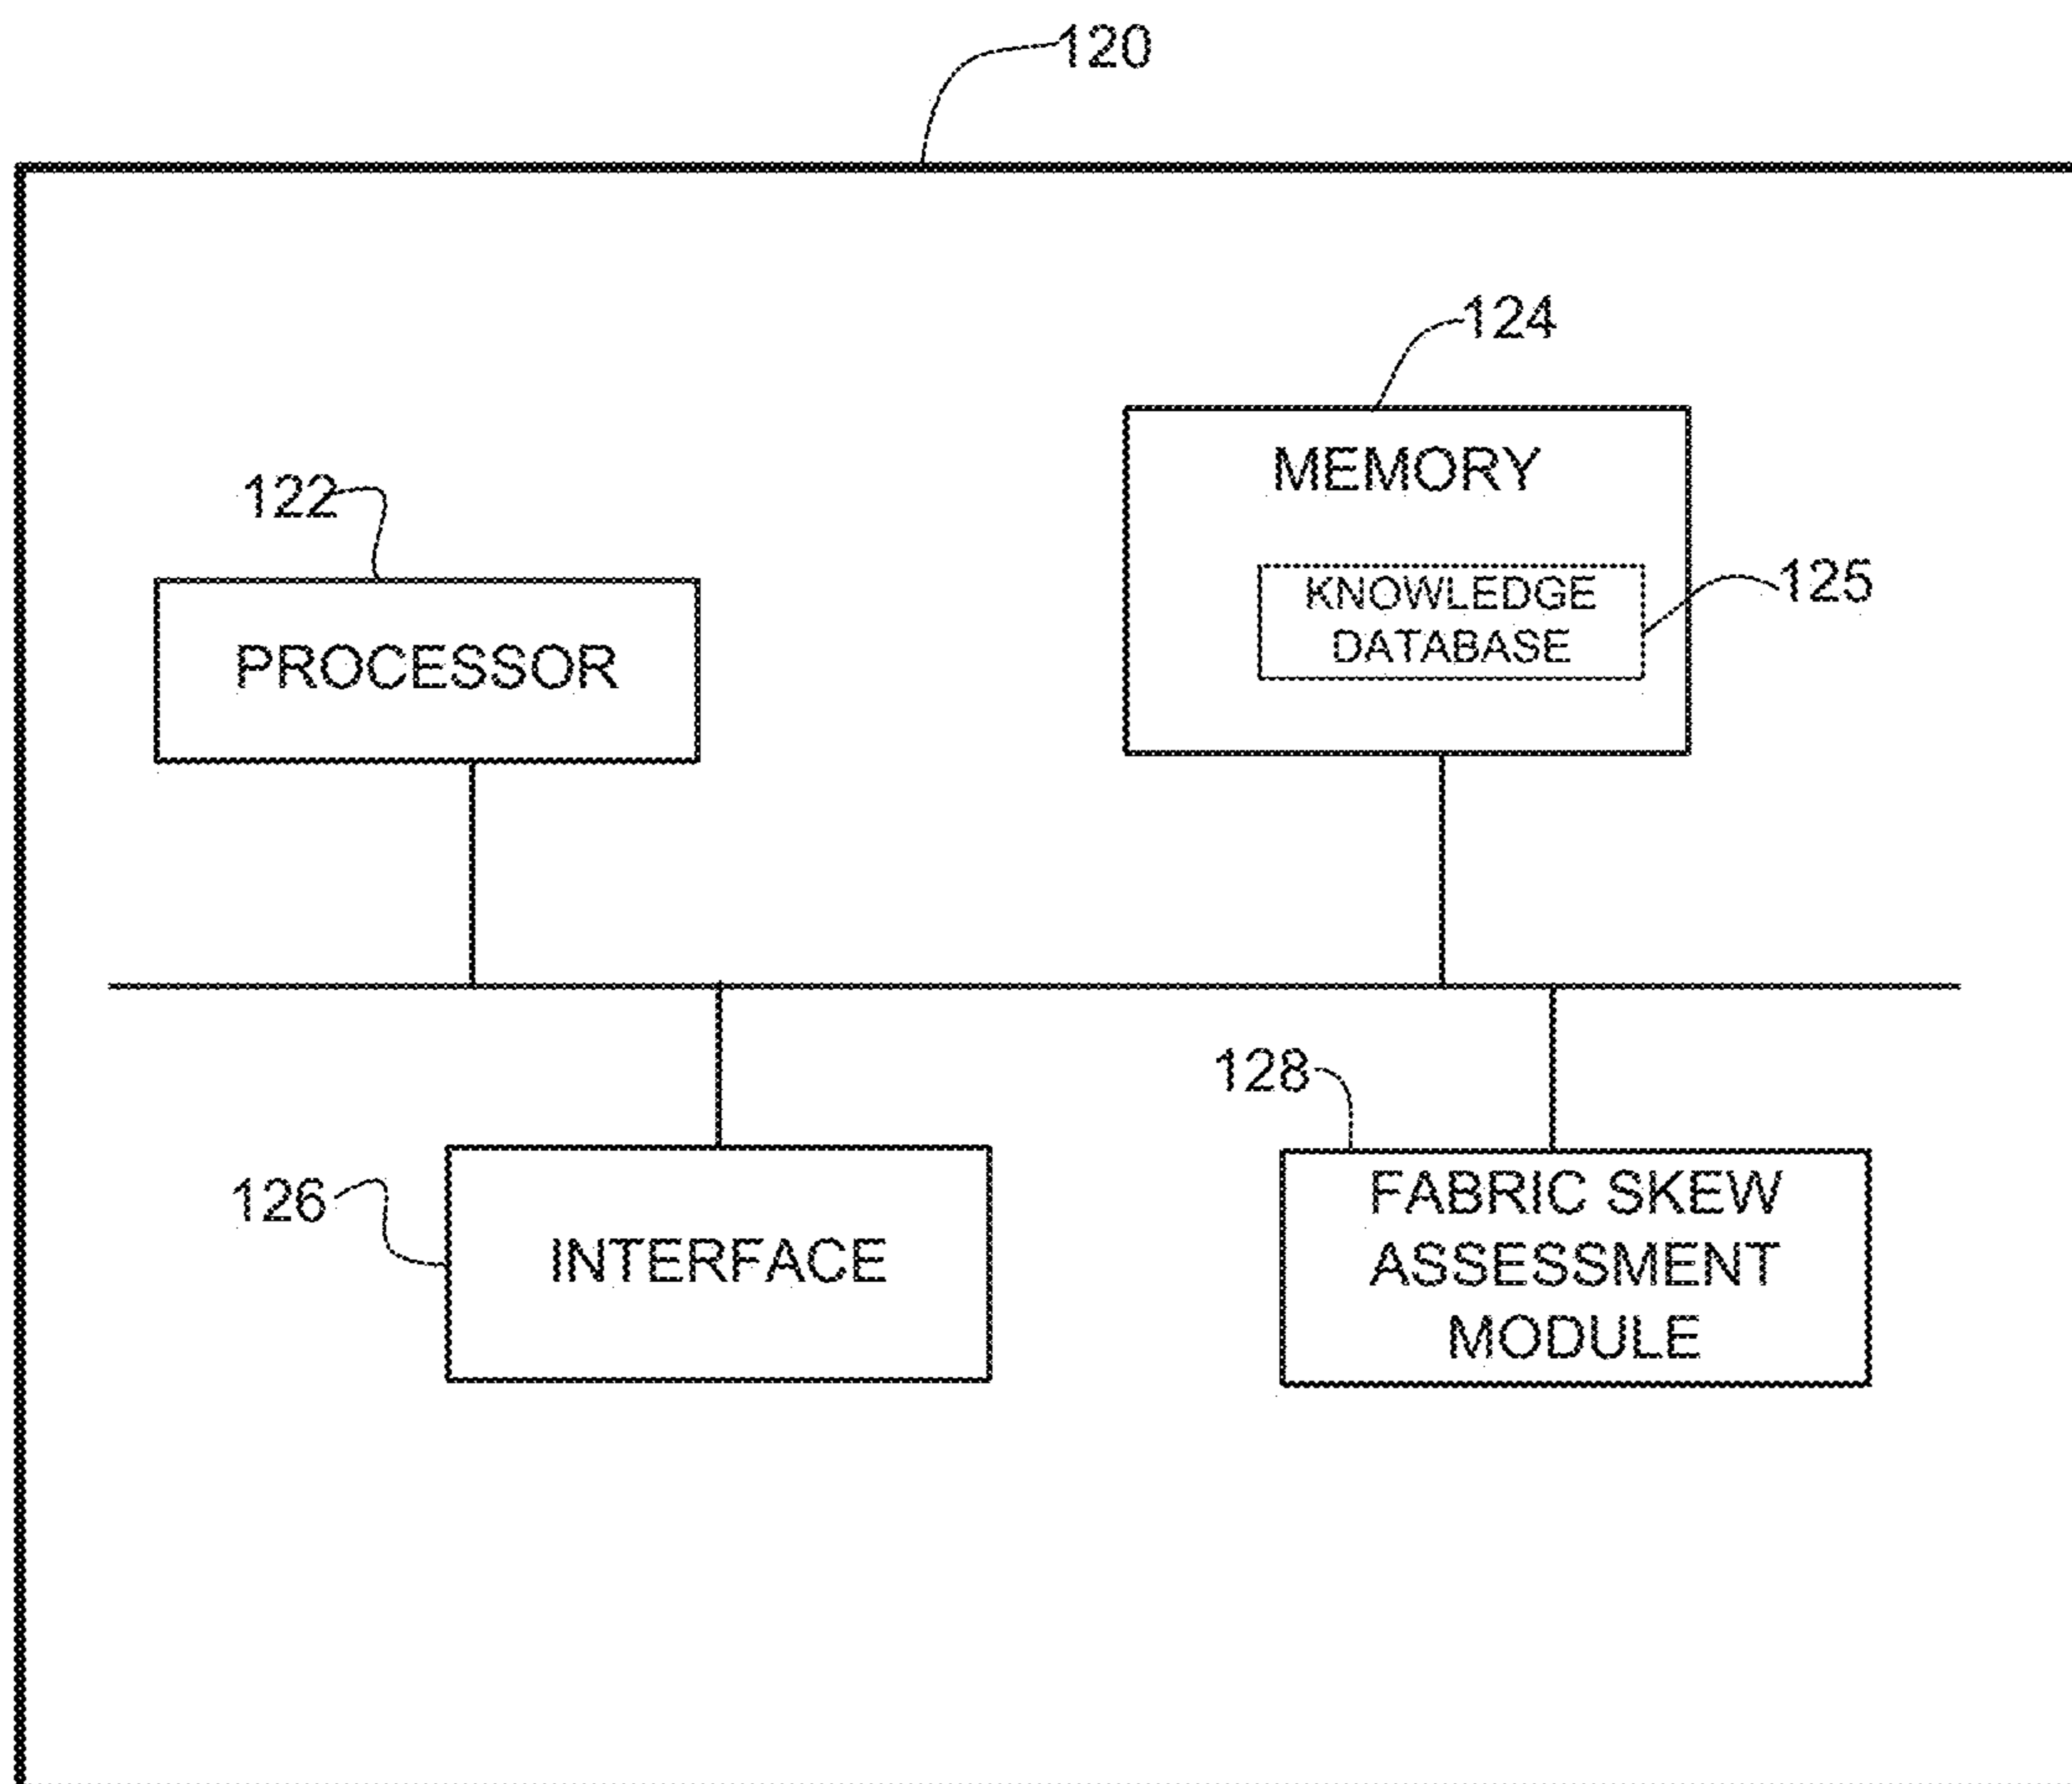 120
124
MEMORY
122
KNOWLEDGE
DATABASE
125
PROCESSOR
128
FABRIC SKEW
ASSESSMENT
MODULE
126
INTERFACE